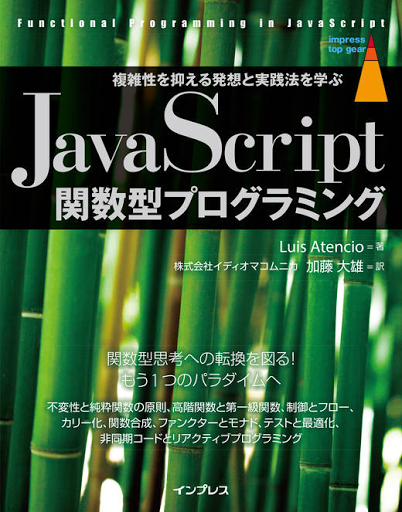 Functional Programming in JavaScript
impress
top gear
複雑性を抑える発想と実践法を学ぶ
JavaScript
関数型プログラミング
Luis Atencio=著
株式会社イディオマコムニカ 加藤 大雄=訳
関数型思考への転換を図る!
もう1つのパラダイムへ
不変性と純粋関数の原則、高階関数と第一級関数、制御とフロー、
カリー化、関数合成、ファンクターとモナド、テストと最適化、
非同期コードとリアクティブプログラミング
インプレス